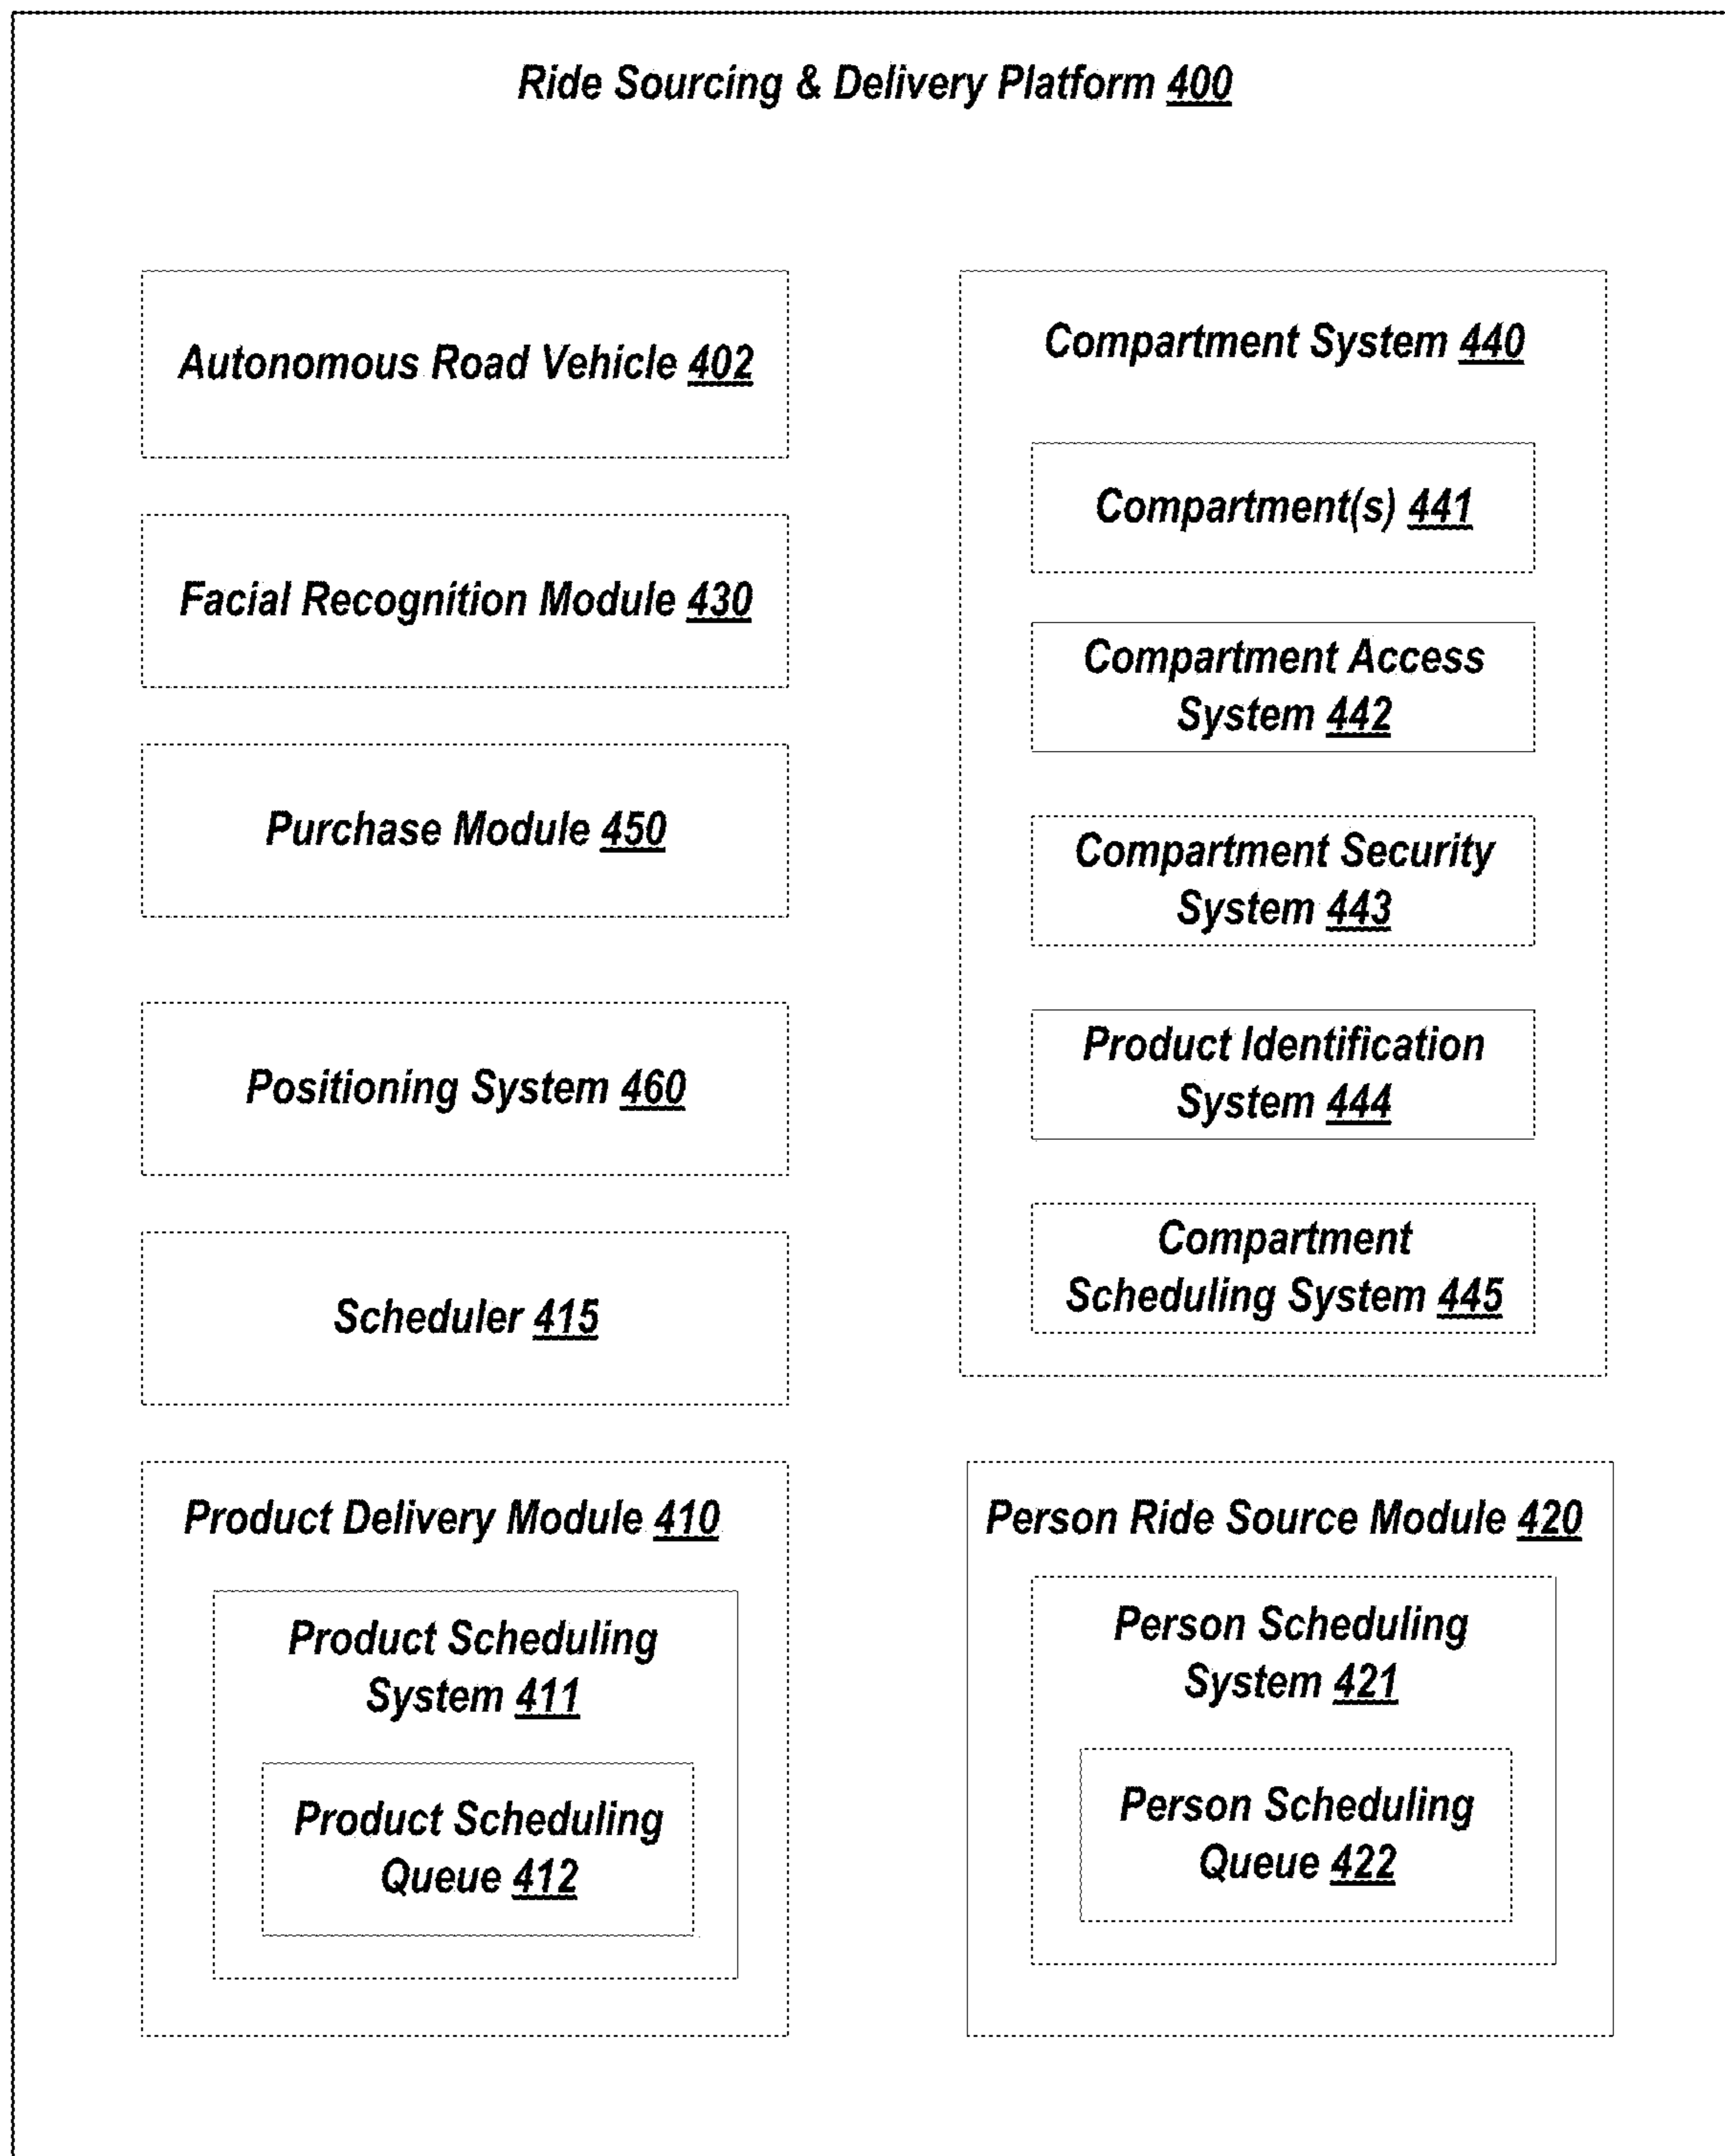 Ride Sourcing & Delivery Platform 400
Autonomous Road Vehicle 402
Facial Recognition Module 430
Purchase Module 450
Positioning System 460
Scheduler 415
Compartment System 440
Compartment(s) 441
Compartment Access
System 442
Compartment Security
System 443
Product Identification
System 444
Compartment
Scheduling System 445
Product Delivery Module 410
Product Scheduling
System 411
Product Scheduling
Queue 412
Person Ride Source Module 420
Person Scheduling
System 421
Person Scheduling
Queue 422